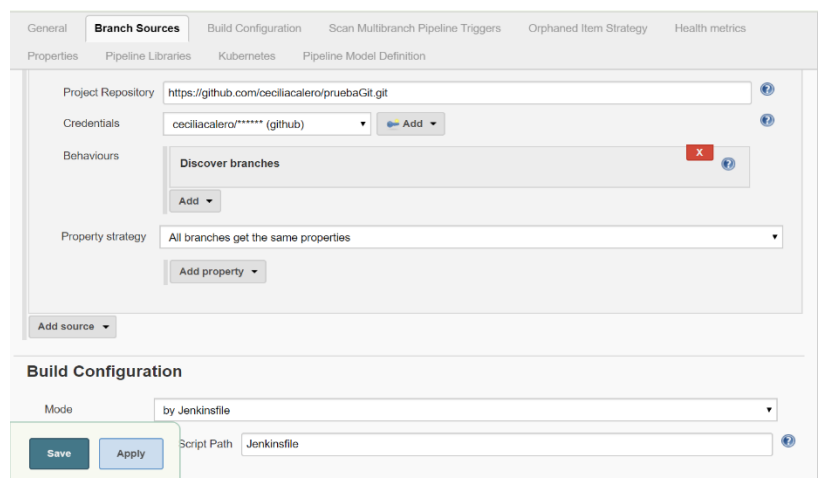 General Branch Sources Build Configuration Scan Multibranch Pipeline Triggers Orphaned Item Strategy Health metrics
Properties Pipeline Libraries Kubernetes Pipeline Model Definition
Project Repository https://github.com/ceciliacalero/pruebaGit.git
Credentials ceciliacalero/****** (github) Add
Behaviours
Discover branches X
Add
Property strategy All branches get the same properties
Add property
Add source
Build Configuration
Mode by Jenkinsfile
Script Path Jenkinsfile
Save Apply